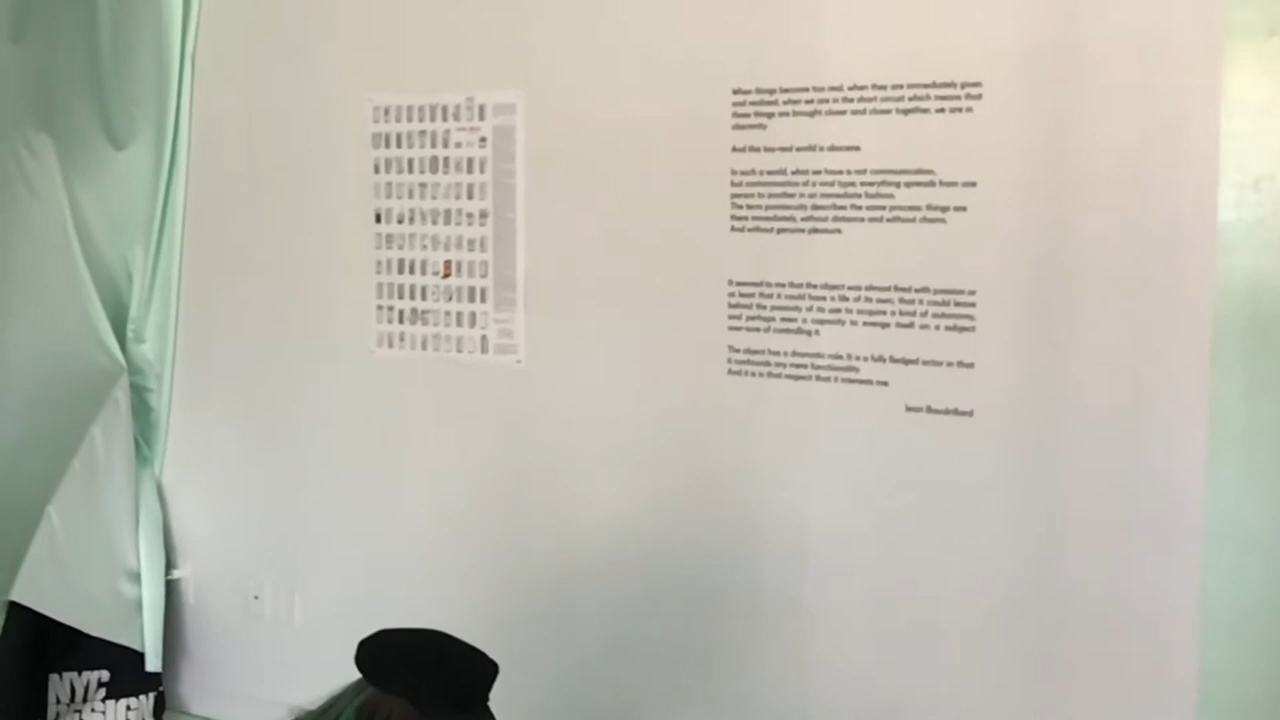 When things become too real, when they are immediately given
and realized, when we are in the short circuit which means that
these things are brought closer and closer together, we are in
obscenity.
And this too-real world is obscene.
In such a world, what we have is not communication,
but contamination of a viral type; everything spreads from one
person to another in an immediate fashion.
The term promiscuity describes the same process: things are
there immediately, without distance and without charm.
And without genuine pleasure.
It seemed to me that the object was almost fired with passion or
at least that it could have a life of its own; that it could leave
behind the passivity of its use to acquire a kind of autonomy,
and perhaps even a capacity to avenge itself on a subject
over-sure of controlling it.
The object has a dramatic role. It is a fully fledged actor in that
it confounds any mere functionality.
And it is in that respect that it interests me.
Jean Baudrillard
NYC
DESIGN